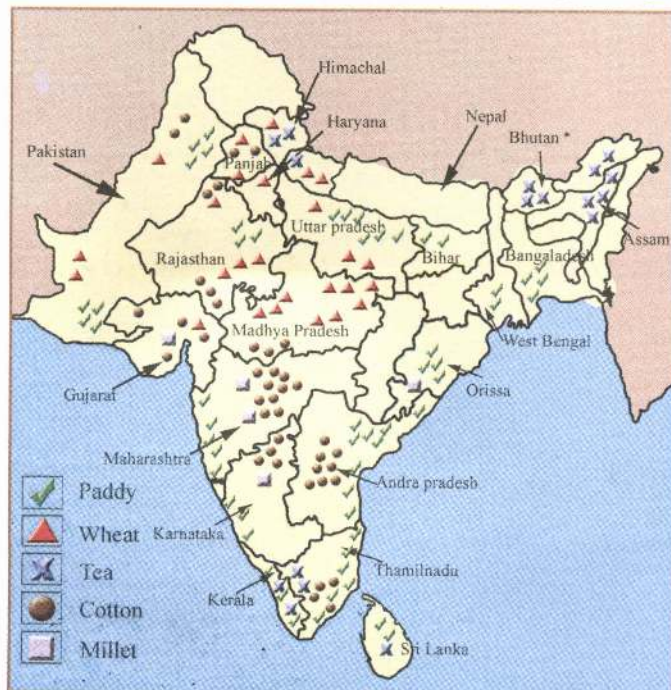 Himachal
Haryana
Nepal
Bhutan *
Pakistan
Panjab
Uttar pradesh
Assam
Rajasthan
Bihar
Bangaladesh
Madhya Pradesh
West Bengal
Gujarat
Orissa
Maharashtra
Andra pradesh
Karnataka
Thamilnadu
Kerala
Sri Lanka
Paddy
Wheat
Tea
Cotton
Millet